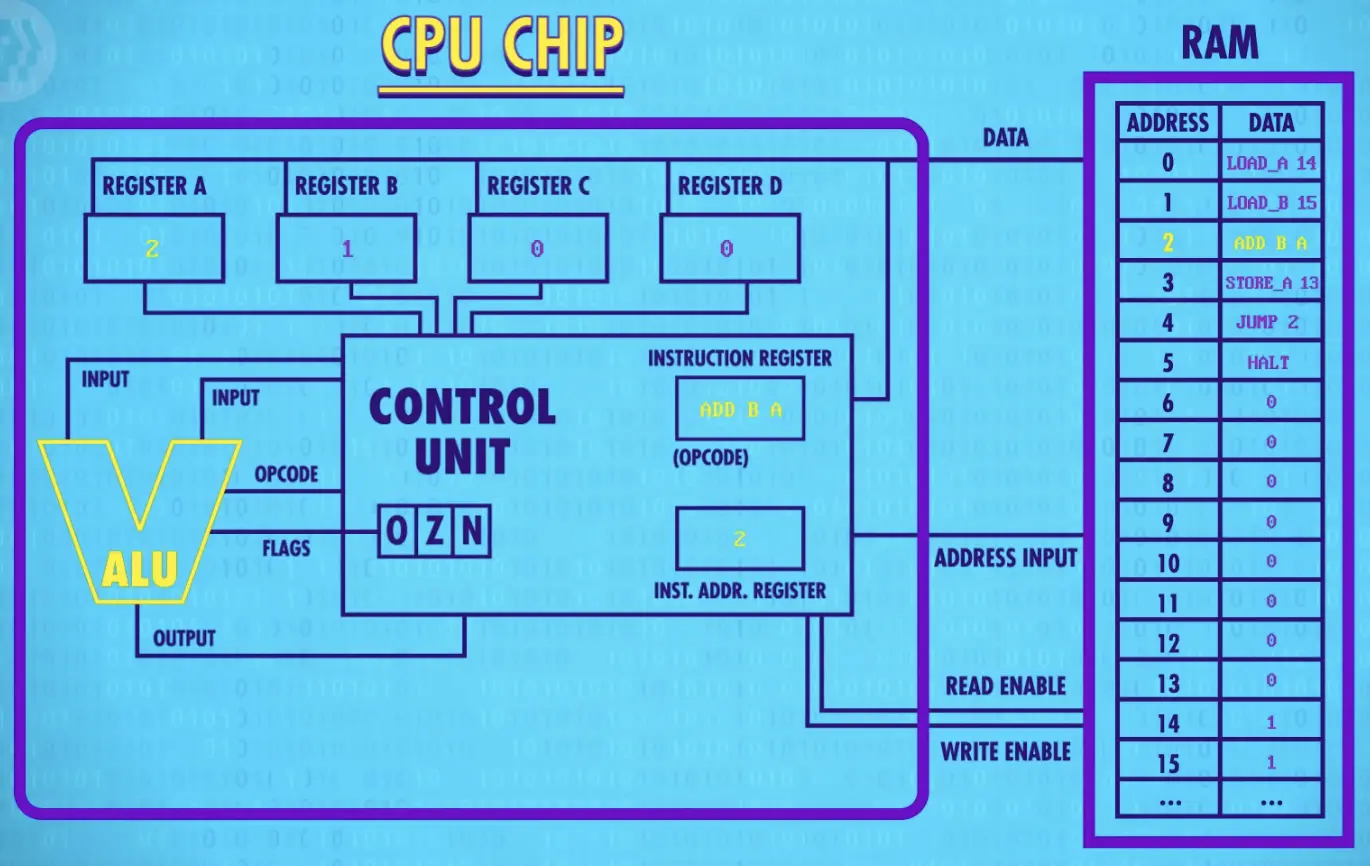 CPU CHIP
RAM
DATA
ADDRESS DATA
0 LOAD_A 14
1 LOAD_B 15
2 ADD B A
3 STORE_A 13
4 JUMP 2
5 HALT
6 0
7 0
8 0
9 0
10 0
11 0
12 0
13 0
14 1
15 1
... ...
REGISTER A
2
REGISTER B
1
REGISTER C
0
REGISTER D
0
INPUT
INPUT
CONTROL
UNIT
INSTRUCTION REGISTER
ADD B A
(OPCODE)
OPCODE
FLAGS
O Z N
ALU
2
INST. ADDR. REGISTER
OUTPUT
ADDRESS INPUT
READ ENABLE
WRITE ENABLE